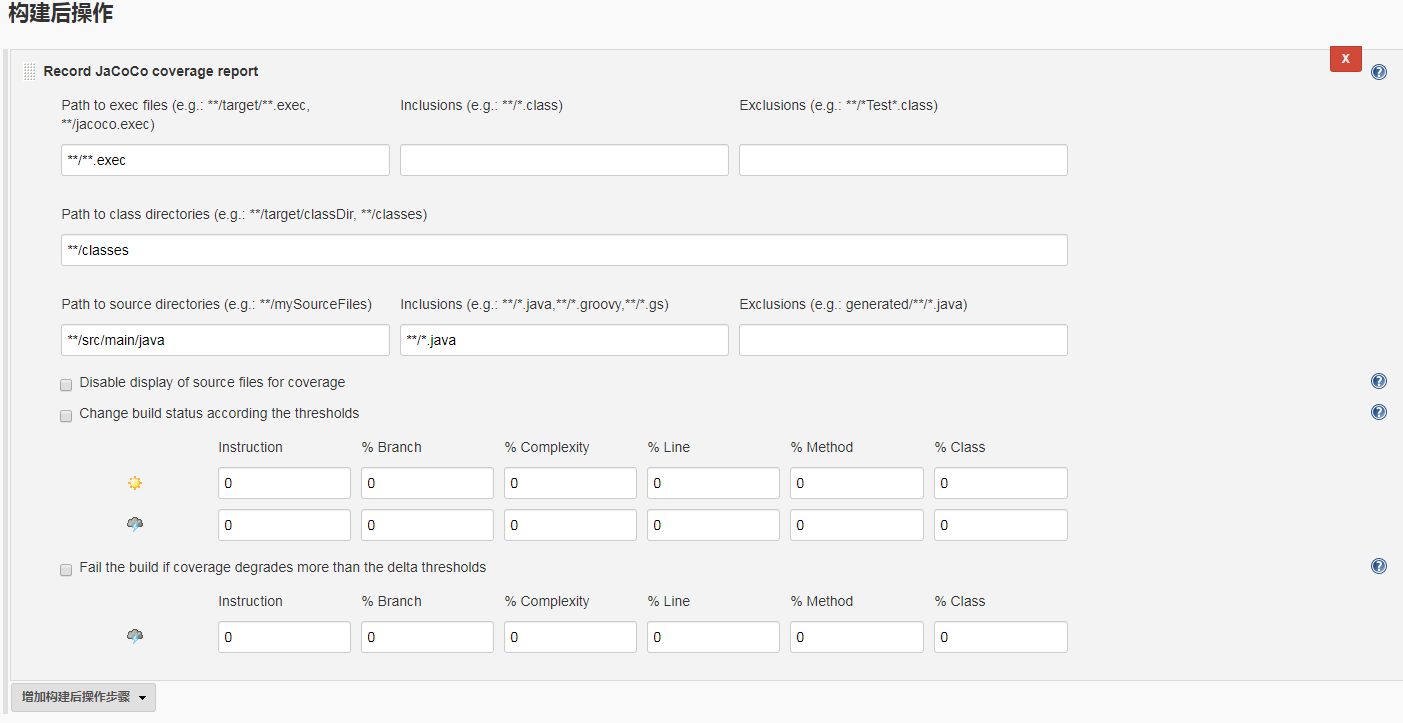 构建后操作
Record JaCoCo coverage report
X
Path to exec files (e.g.: **/target/**.exec, **/jacoco.exec)
Inclusions (e.g.: **/*.class)
Exclusions (e.g.: **/*Test*.class)
**/**.exec
Path to class directories (e.g.: **/target/classDir, **/classes)
**/classes
Path to source directories (e.g.: **/mySourceFiles)
Inclusions (e.g.: **/*.java,**/*.groovy,**/*.gs)
Exclusions (e.g.: generated/**/*.java)
**/src/main/java
**/*.java
Disable display of source files for coverage
?
Change build status according the thresholds
?
Instruction % Branch % Complexity % Line % Method % Class
0 0 0 0 0 0
0 0 0 0 0 0
Fail the build if coverage degrades more than the delta thresholds
?
Instruction % Branch % Complexity % Line % Method % Class
0 0 0 0 0 0
增加构建后操作步骤